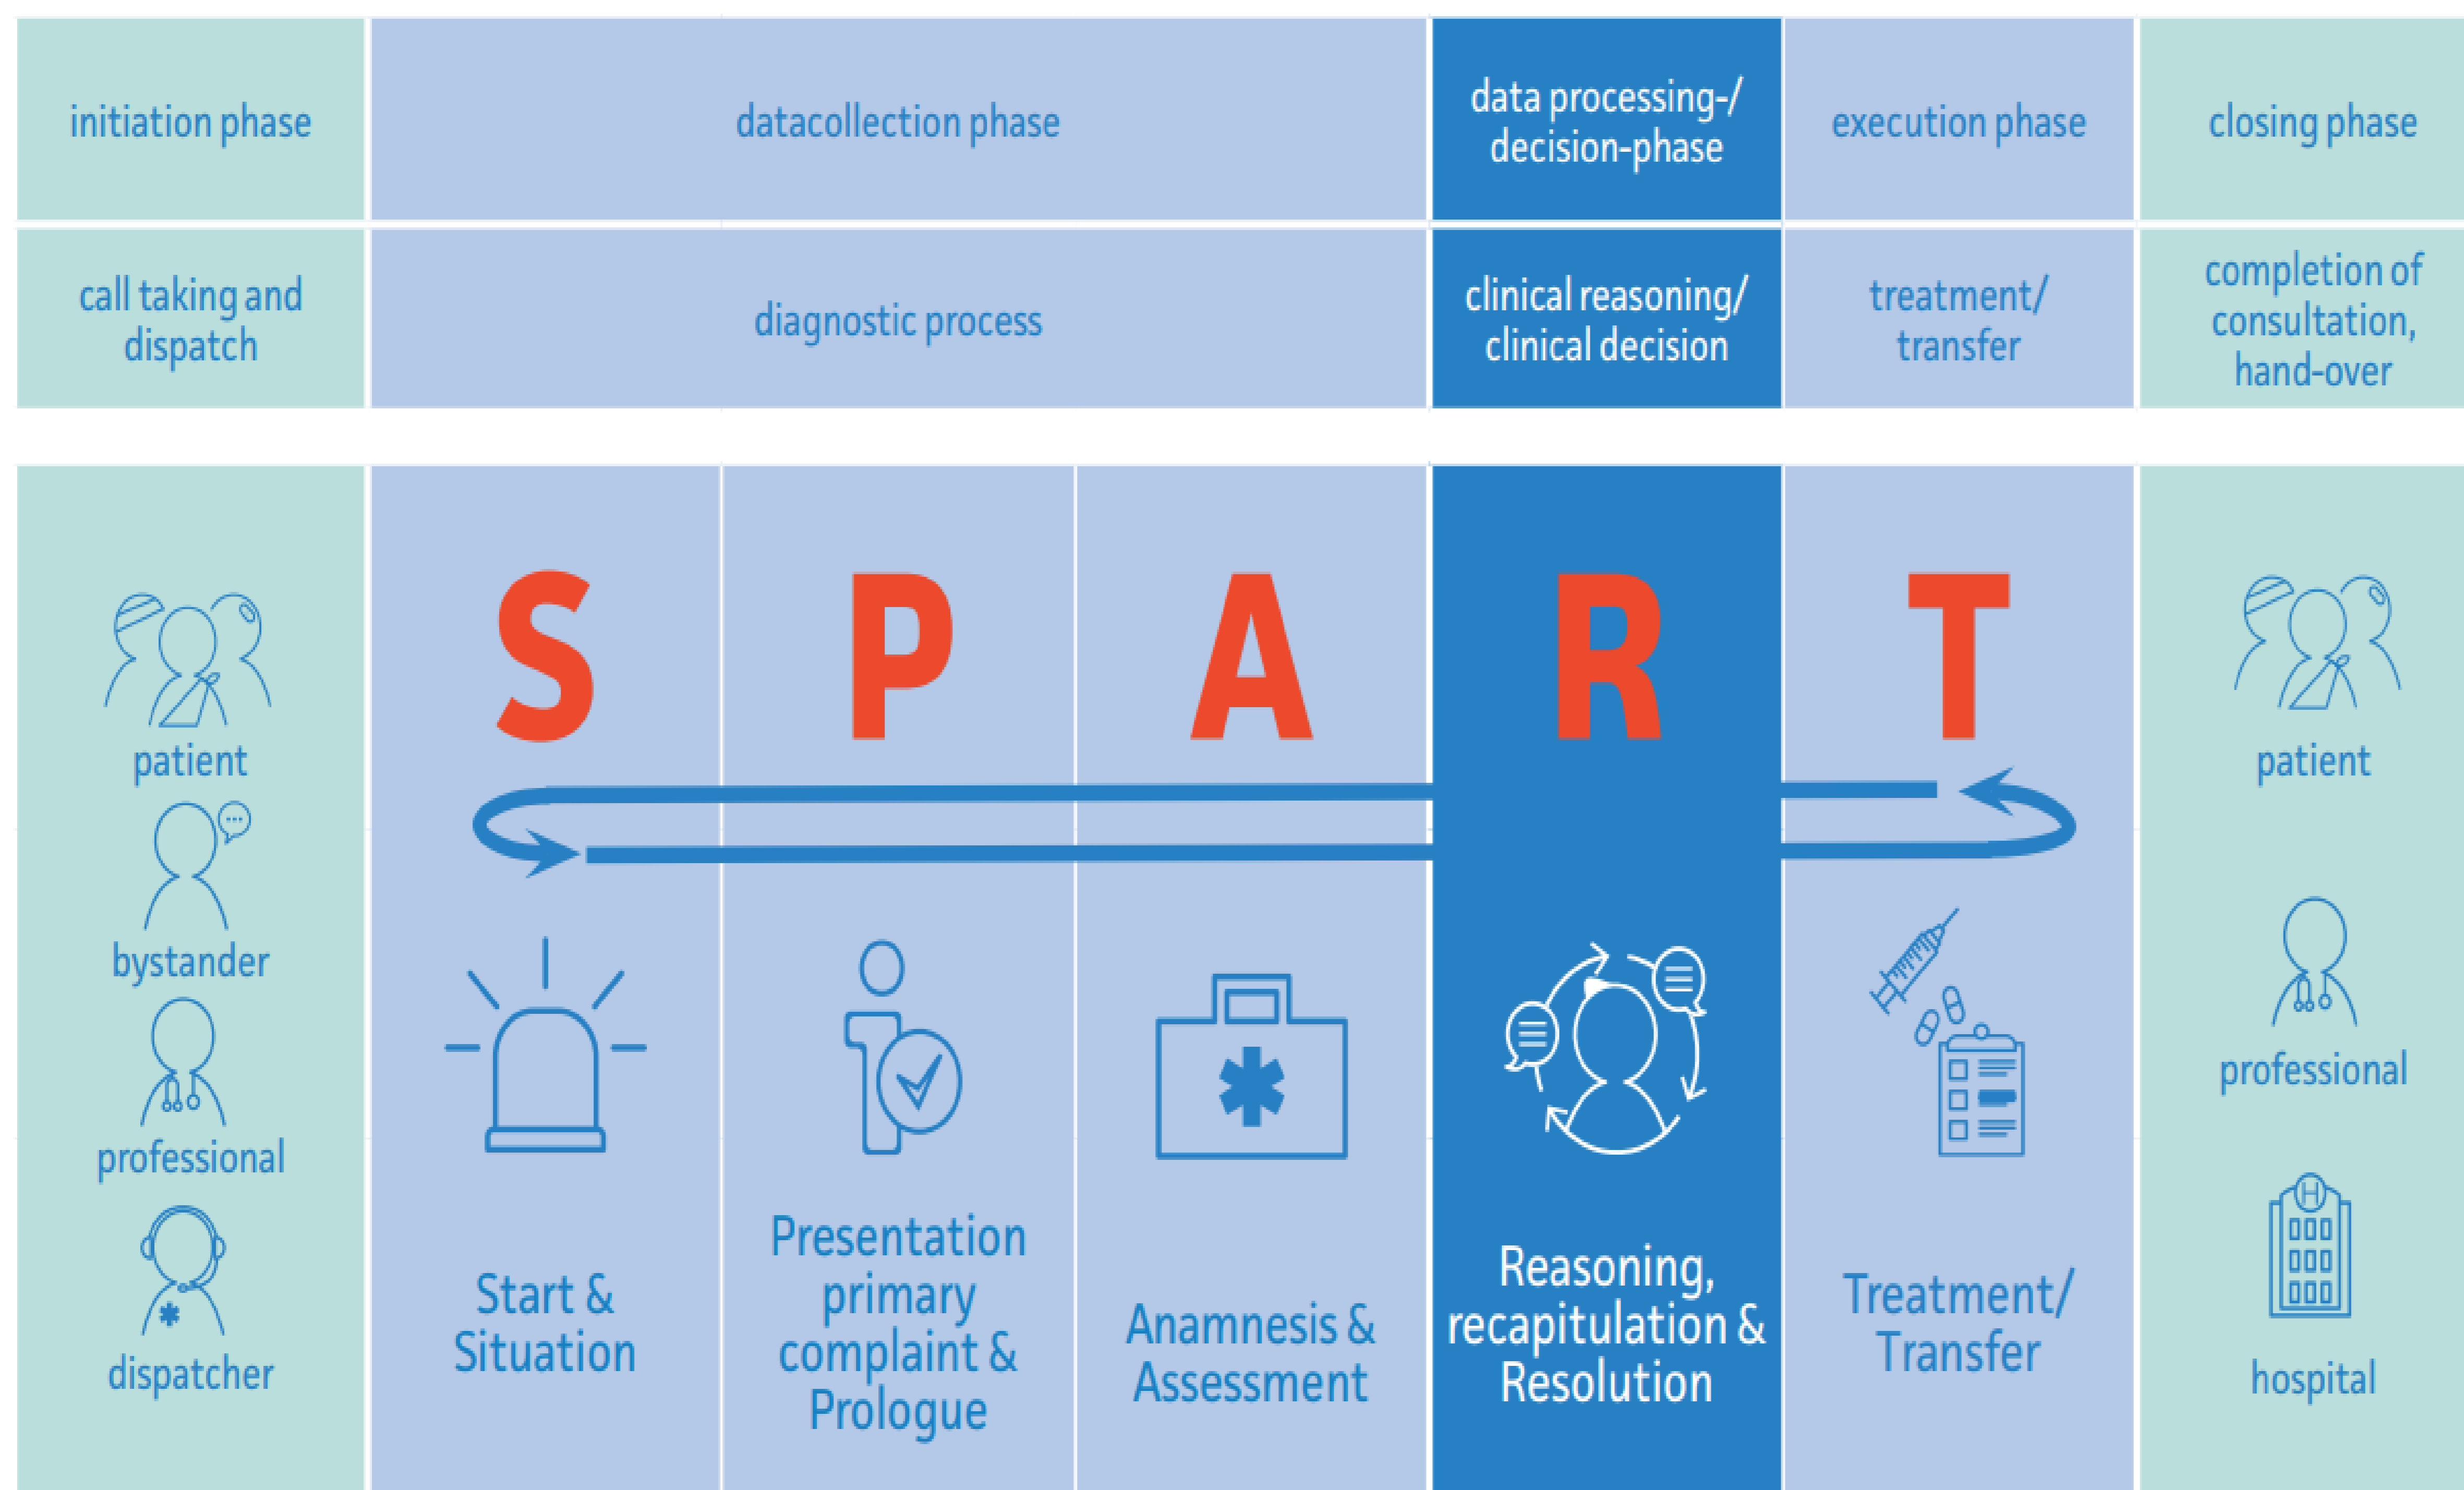 initiation phase
datacollection phase
data processing-/
decision-phase
execution phase
closing phase
call taking and
dispatch
diagnostic process
clinical reasoning/
clinical decision
treatment/
transfer
completion of
consultation,
hand-over
S P A R T
patient
bystander
professional
dispatcher
Start &
Situation
Presentation
primary
complaint &
Prologue
Anamnesis &
Assessment
Reasoning,
recapitulation &
Resolution
Treatment/
Transfer
patient
professional
H
hospital